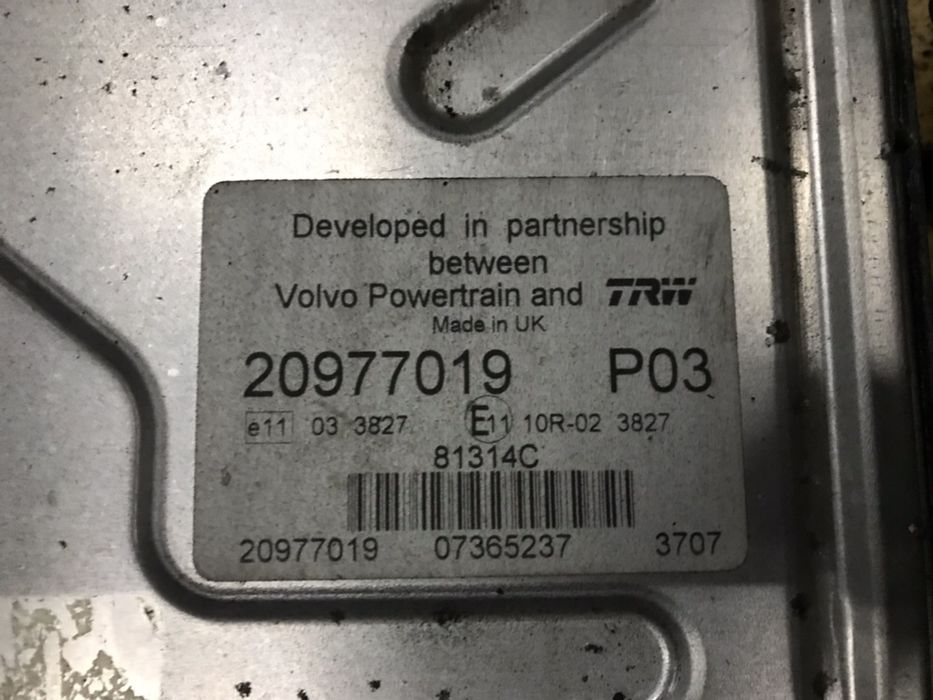 Developed in partnership
between
Volvo Powertrain and TRW
Made in UK
20977019 P03
e11 03 3827 E11 10R-02 3827
81314C
20977019 07365237 3707